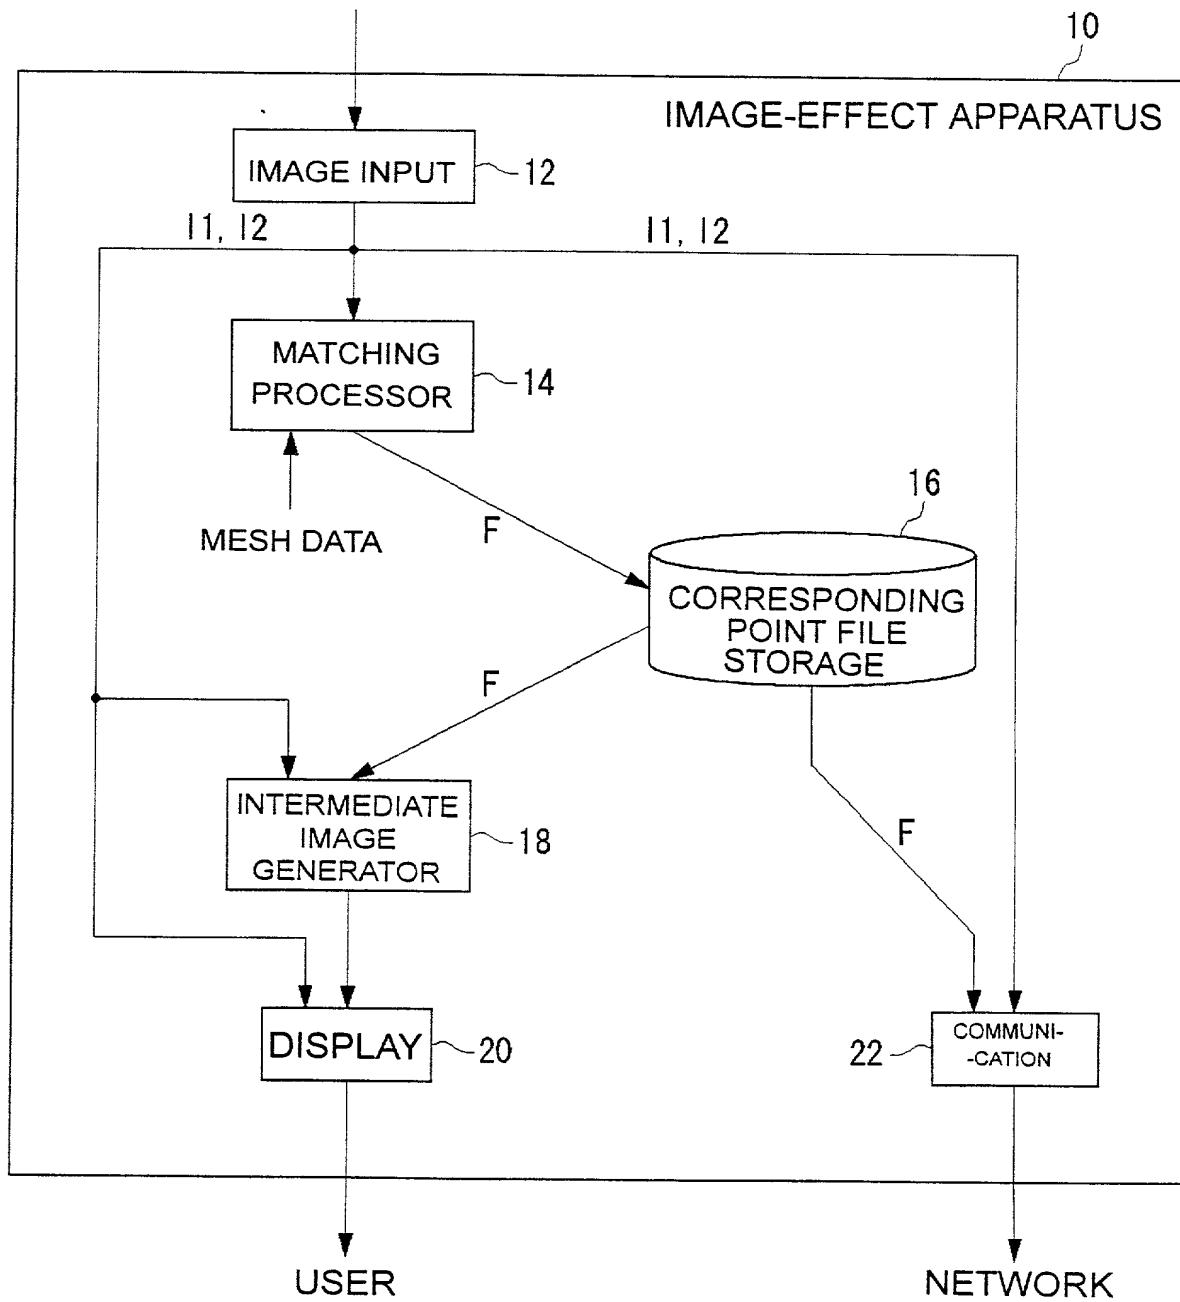 10
IMAGE-EFFECT APPARATUS
IMAGE INPUT
12
I1, I2
I1, I2
MATCHING
PROCESSOR
14
MESH DATA
F
16
CORRESPONDING
POINT FILE
STORAGE
F
INTERMEDIATE
IMAGE
GENERATOR
18
F
DISPLAY
20
22
COMMUNI-
-CATION
USER
NETWORK